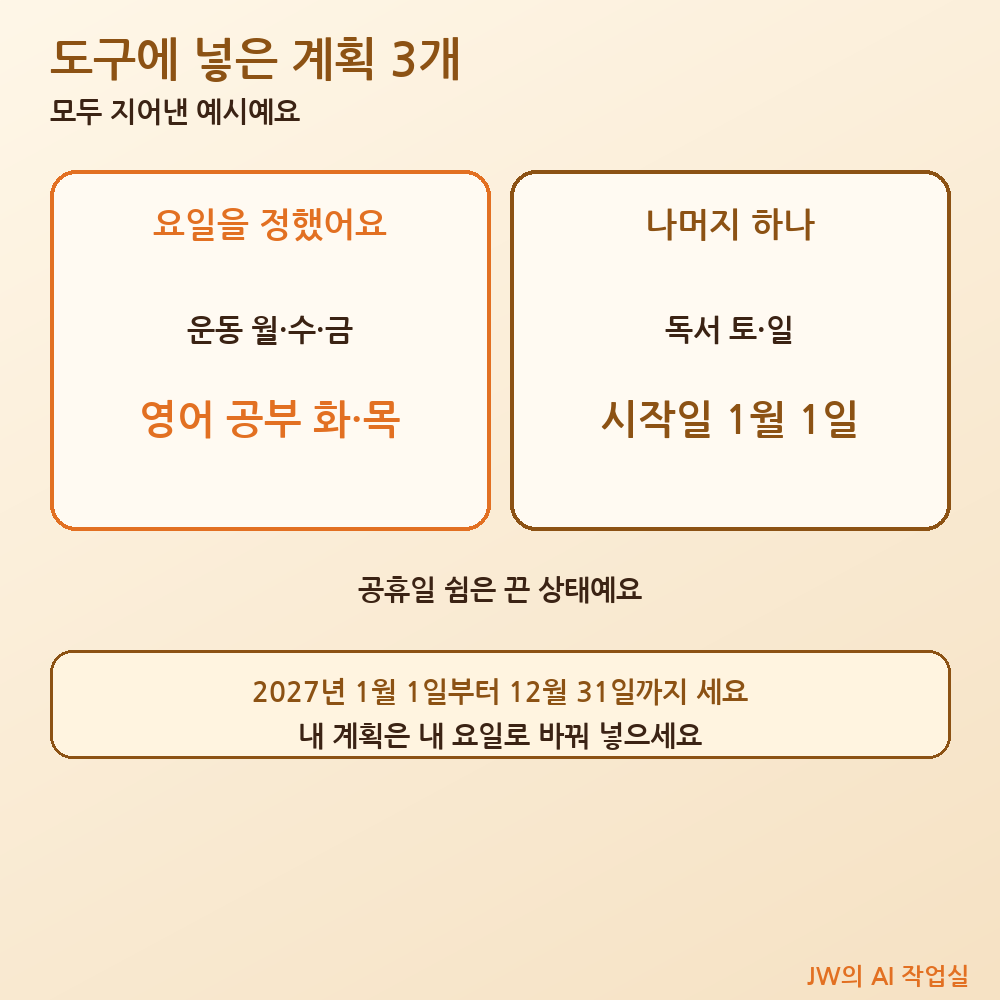 도구에 넣은 계획 3개
모두 지어낸 예시예요
요일을 정했어요
운동 월·수·금
영어 공부 화·목
나머지 하나
독서 토·일
시작일 1월 1일
공휴일 쉼은 끈 상태예요
2027년 1월 1일부터 12월 31일까지 세요
내 계획은 내 요일로 바꿔 넣으세요
JW의 AI 작업실